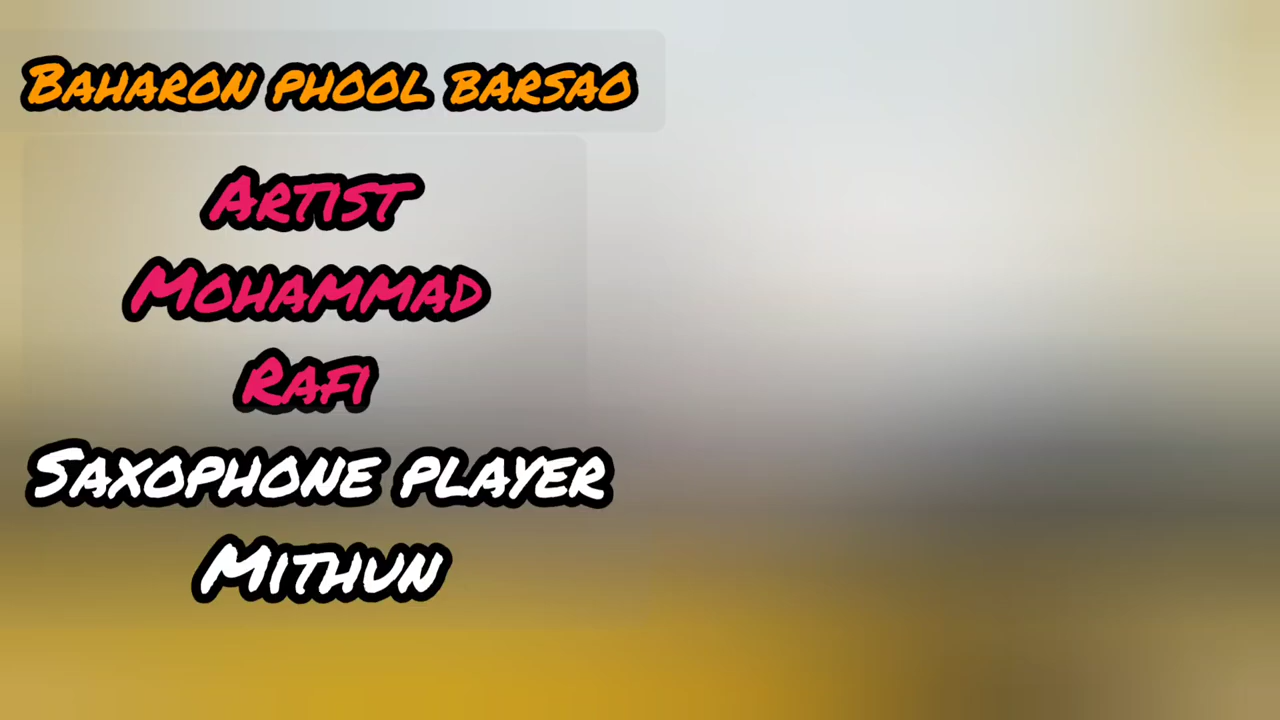 Baharon phool barsao
Artist
Mohammad
Rafi
Saxophone player
Mithun